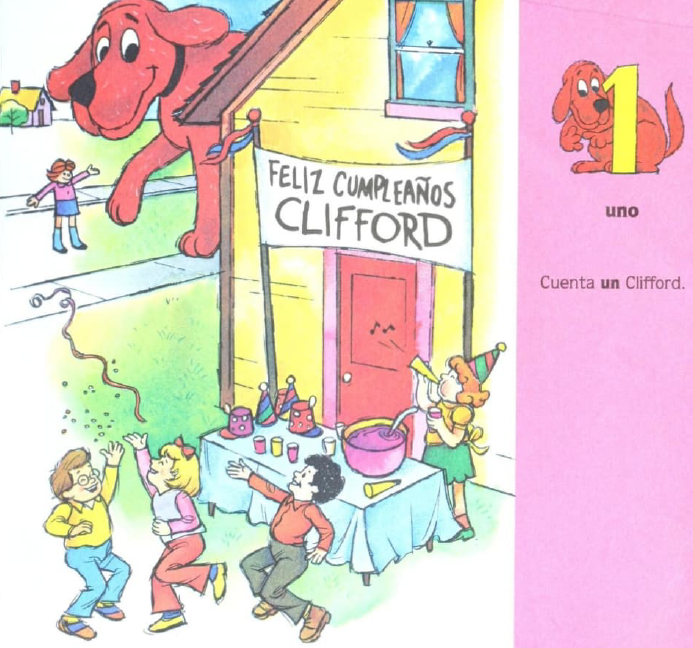 FELIZ CUMPLEAÑOS
CLIFFORD
1
uno
Cuenta un Clifford.